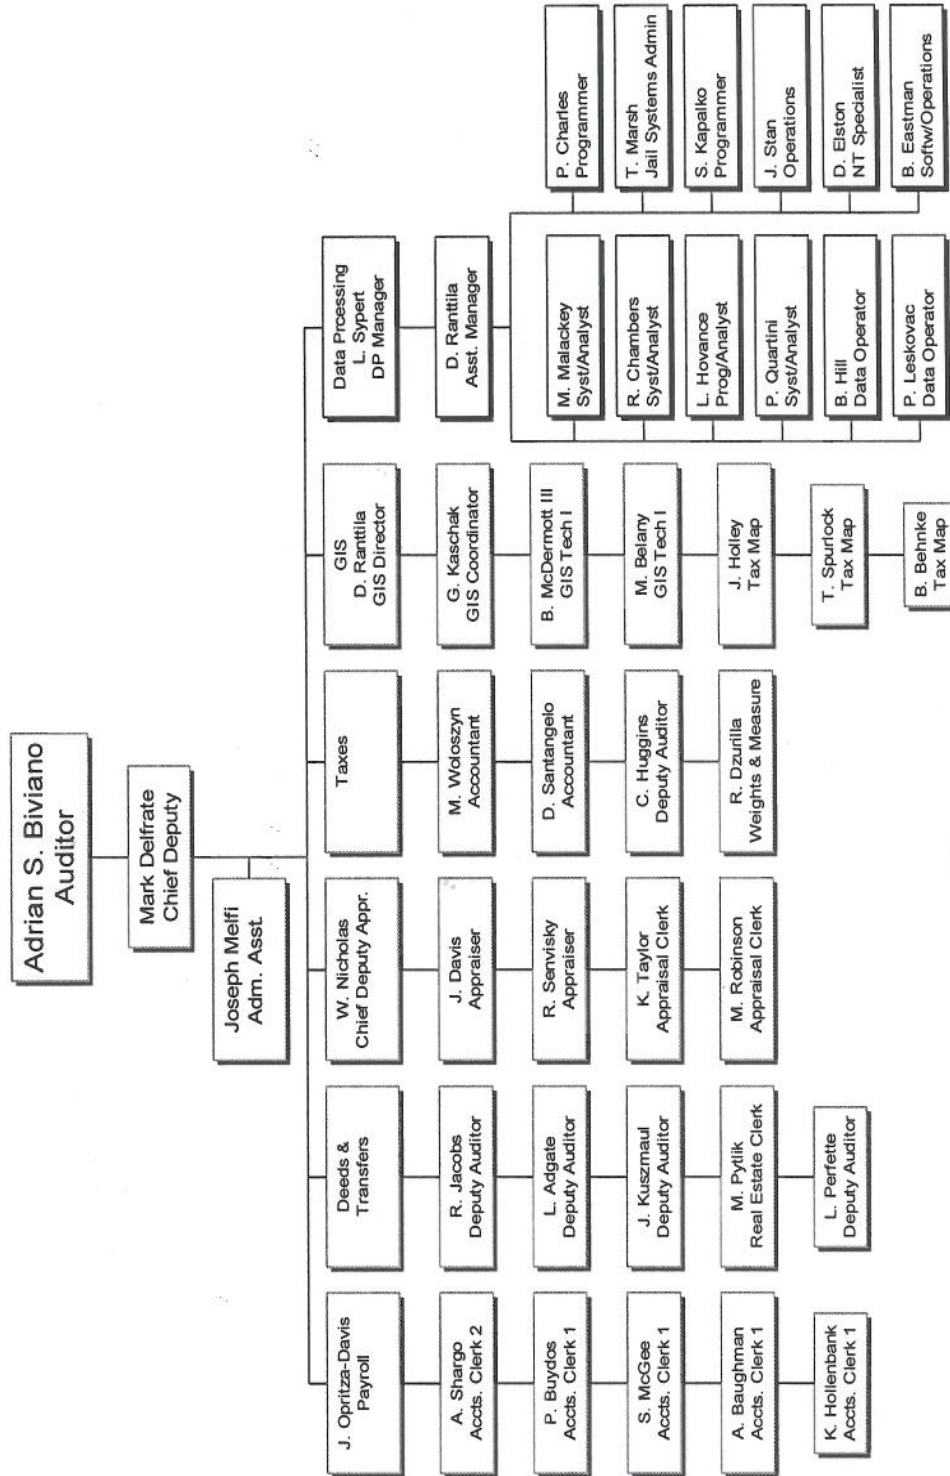 Adrian S. Biviano
Auditor
Mark Delfrate
Chief Deputy
Joseph Melfi
Adm. Asst.
J. Opritza-Davis
Payroll
A. Shargo
Accts. Clerk 2
P. Buydos
Accts. Clerk 1
S. McGee
Accts. Clerk 1
A. Baughman
Accts. Clerk 1
K. Hollenbank
Accts. Clerk 1
Deeds &
Transfers
R. Jacobs
Deputy Auditor
L. Adgate
Deputy Auditor
J. Kuszmaul
Deputy Auditor
M. Pytlik
Real Estate Clerk
L. Perfette
Deputy Auditor
W. Nicholas
Chief Deputy Appr.
J. Davis
Appraiser
R. Senvisky
Appraiser
K. Taylor
Appraisal Clerk
M. Robinson
Appraisal Clerk
Taxes
M. Woloszyn
Accountant
D. Santangelo
Accountant
C. Huggins
Deputy Auditor
R. Dzurilla
Weights & Measure
GIS
D. Ranttila
GIS Director
G. Kaschak
GIS Coordinator
B. McDermott III
GIS Tech I
M. Belany
GIS Tech I
J. Holley
Tax Map
T. Spurlock
Tax Map
B. Behnke
Tax Map
Data Prcessing
L. Sypert
DP Manager
D. Ranttila
Asst. Manager
M. Malackey
Syst/Analyst
R. Chambers
Syst/Analyst
L. Hovance
Prog/Analyst
P. Quartini
Syst/Analyst
B. Hill
Data Operator
P. Leskovac
Data Operator
P. Charles
Programmer
T. Marsh
Jail Systems Admin
S. Kapalko
Programmer
J. Stan
Operations
D. Elston
NT Specialist
B. Eastman
Softw/Operations